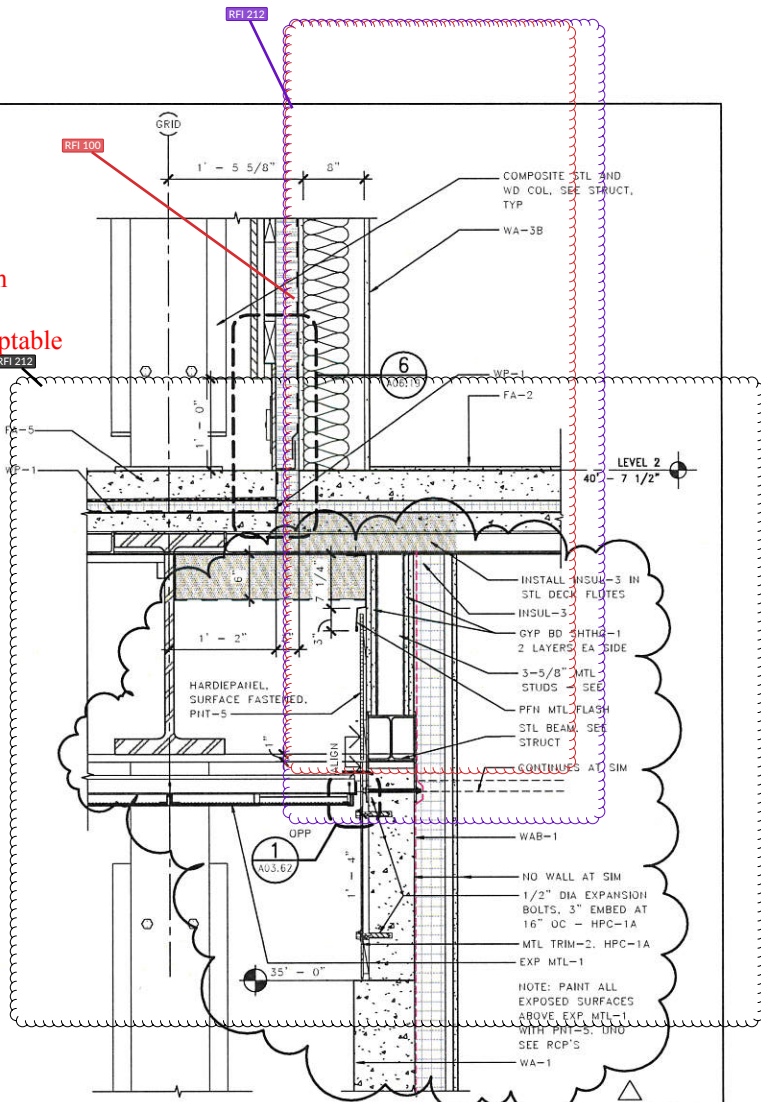 RFI 212
GRID
RFI 100
1' - 5 5/8"
8"
COMPOSITE STL AND
WD COL, SEE STRUCT,
TYP
WA-3B
ptable
RFI 212
6
A06.19
WP-1
FA-2
1' - 0"
FA-5
WP-1
LEVEL 2
40' - 7 1/2"
INSTALL INSUL-3 IN
STL DECK FLUTES
INSUL-3
GYP BD SHTHG-1
2 LAYERS EA SIDE
3-5/8" MTL
STUDS - SEE
PFN MTL FLASH
STL BEAM, SEE
STRUCT
CONTINUES AT SIM
6"
7 1/4"
3"
1' - 2"
HARDIEPANEL,
SURFACE FASTENED,
PNT-5
1"
ALIGN
OPP
1
A03.62
1' - 4"
WAB-1
NO WALL AT SIM
1/2" DIA EXPANSION
BOLTS, 3" EMBED AT
16" OC - HPC-1A
MTL TRIM-2, HPC-1A
EXP MTL-1
35' - 0"
NOTE: PAINT ALL
EXPOSED SURFACES
ABOVE EXP MTL-1
WITH PNT-5, UNO
SEE RCP'S
WA-1